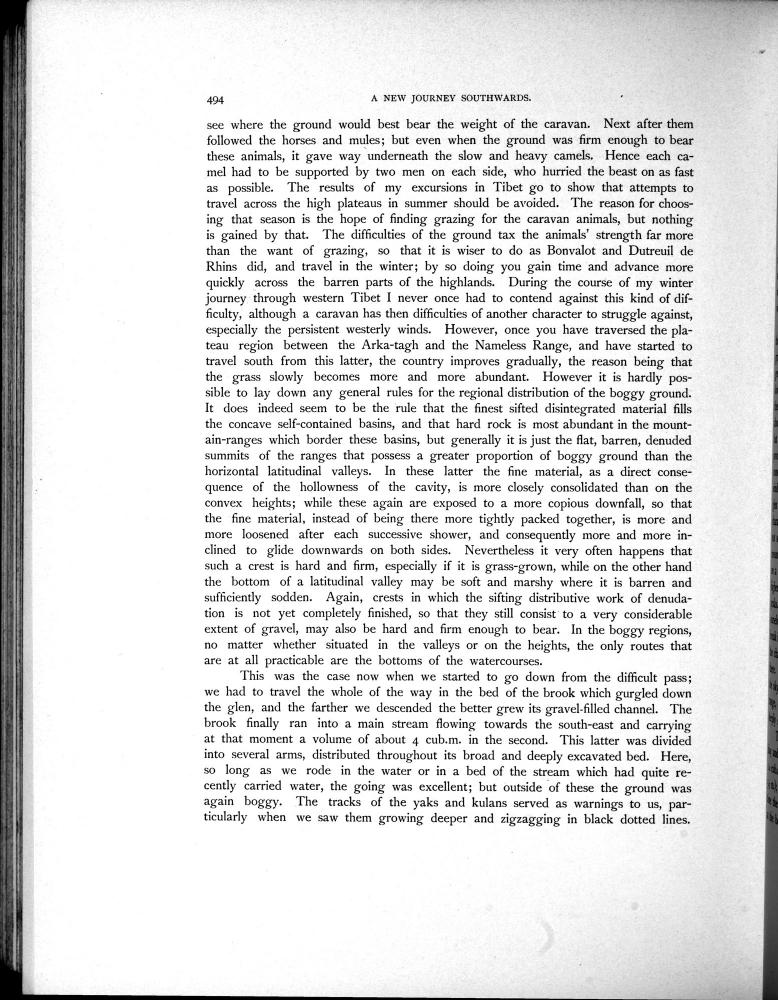 494
A NEW JOURNEY SOUTHWARDS.
see where the ground would best bear the weight of the caravan. Next after them
followed the horses and mules; but even when the ground was firm enough to bear
these animals, it gave way underneath the slow and heavy camels. Hence each ca-
mel had to be supported by two men on each side, who hurried the beast on as fast
as possible. The results of my excursions in Tibet go to show that attempts to
travel across the high plateaus in summer should be avoided. The reason for choos-
ing that season is the hope of finding grazing for the caravan animals, but nothing
is gained by that. The difficulties of the ground tax the animals' strength far more
than the want of grazing, so that it is wiser to do as Bonvalot and Dutreuil de
Rhins did, and travel in the winter; by so doing you gain time and advance more
quickly across the barren parts of the highlands. During the course of my winter
journey through western Tibet I never once had to contend against this kind of dif-
ficulty, although a caravan has then difficulties of another character to struggle against,
especially the persistent westerly winds. However, once you have traversed the pla-
teau region between the Arka-tagh and the Nameless Range, and have started to
travel south from this latter, the country improves gradually, the reason being that
the grass slowly becomes more and more abundant. However it is hardly pos-
sible to lay down any general rules for the regional distribution of the boggy ground.
It does indeed seem to be the rule that the finest sifted disintegrated material fills
the concave self-contained basins, and that hard rock is most abundant in the mount-
ain-ranges which border these basins, but generally it is just the flat, barren, denuded
summits of the ranges that possess a greater proportion of boggy ground than the
horizontal latitudinal valleys. In these latter the fine material, as a direct conse-
quence of the hollowness of the cavity, is more closely consolidated than on the
convex heights; while these again are exposed to a more copious downfall, so that
the fine material, instead of being there more tightly packed together, is more and
more loosened after each successive shower, and consequently more and more in-
clined to glide downwards on both sides. Nevertheless it very often happens that
such a crest is hard and firm, especially if it is grass-grown, while on the other hand
the bottom of a latitudinal valley may be soft and marshy where it is barren and
sufficiently sodden. Again, crests in which the sifting distributive work of denuda-
tion is not yet completely finished, so that they still consist to a very considerable
extent of gravel, may also be hard and firm enough to bear. In the boggy regions,
no matter whether situated in the valleys or on the heights, the only routes that
are at all practicable are the bottoms of the watercourses.
This was the case now when we started to go down from the difficult pass;
we had to travel the whole of the way in the bed of the brook which gurgled down
the glen, and the farther we descended the better grew its gravel-filled channel. The
brook finally ran into a main stream flowing towards the south-east and carrying
at that moment a volume of about 4 cub.m. in the second. This latter was divided
into several arms, distributed throughout its broad and deeply excavated bed. Here,
so long as we rode in the water or in a bed of the stream which had quite re-
cently carried water, the going was excellent; but outside of these the ground was
again boggy. The tracks of the yaks and kulans served as warnings to us, par-
ticularly when we saw them growing deeper and zigzagging in black dotted lines.